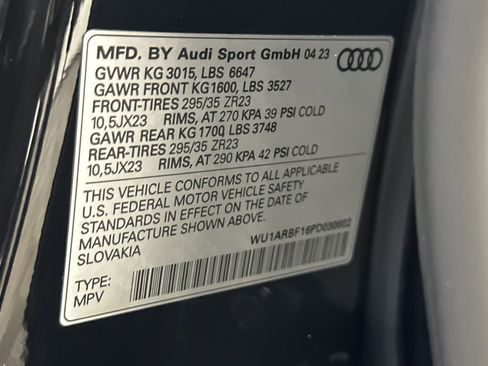 MFD. BY Audi Sport GmbH 04 23
GVWR KG 3015, LBS 6647
GAWR FRONT KG1600, LBS 3527
FRONT-TIRES 295/35 ZR23
10,5JX23 RIMS, AT 270 KPA 39 PSI COLD
GAWR REAR KG 1700, LBS 3748
REAR-TIRES 295/35 ZR23
10,5JX23 RIMS, AT 290 KPA 42 PSI COLD
THIS VEHICLE CONFORMS TO ALL APPLICABLE
U.S. FEDERAL MOTOR VEHICLE SAFETY
STANDARDS IN EFFECT ON THE DATE OF
MANUFACTURE SHOWN ABOVE.
SLOVAKIA
WU1ARBF16PD030602
TYPE:
MPV